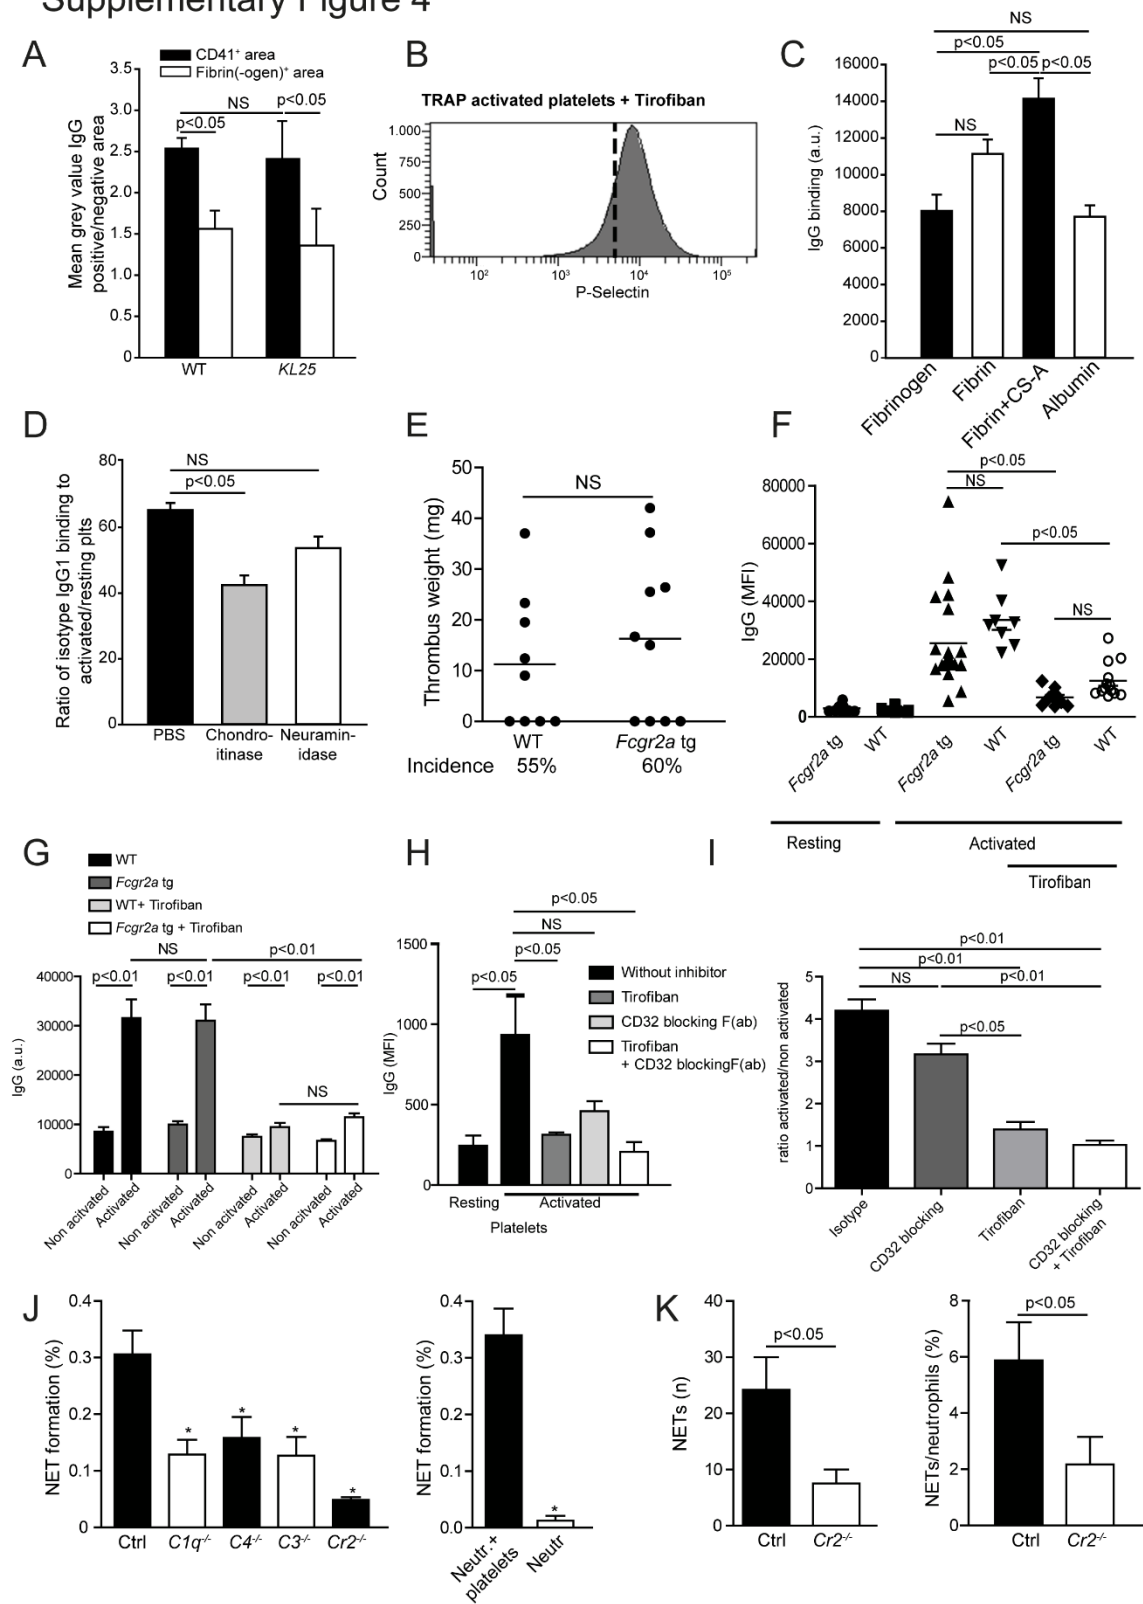 Supplementary Figure 4
A
CD41+ area
Fibrin(-ogen)+ area
3.5
3.0
2.5
2.0
1.5
1.0
0.5
0
Mean grey value IgG
positive/negative area
NS
p<0.05
p<0.05
WT
KL25
B
TRAP activated platelets + Tirofiban
1.000
750
500
250
0
Count
10²
10³
10⁴
10⁵
P-Selectin
C
NS
p<0.05
p<0.05
p<0.05
NS
16000
14000
12000
10000
8000
6000
4000
2000
0
IgG binding (a.u.)
Fibrinogen
Fibrin
Fibrin+CS-A
Albumin
D
80
60
40
20
0
Ratio of isotype IgG1 binding to
activated/resting plts
NS
p<0.05
PBS
Chondro-
itinase
Neuramin-
idase
E
50
40
30
20
10
0
Thrombus weight (mg)
NS
WT
Fcgr2a tg
Incidence 55% 60%
F
80000
60000
40000
20000
0
IgG (MFI)
p<0.05
NS
p<0.05
NS
Fcgr2a tg
WT
Fcgr2a tg
WT
Fcgr2a tg
WT
Resting
Activated
Tirofiban
G
WT
Fcgr2a tg
WT+ Tirofiban
Fcgr2a tg + Tirofiban
NS
p<0.01
p<0.01
p<0.01
p<0.01
p<0.01
NS
40000
30000
20000
10000
0
IgG (a.u.)
Non acitvated
Activated
Non acitvated
Activated
Non acitvated
Activated
Non acitvated
Activated
H
p<0.05
NS
p<0.05
p<0.05
1500
1000
500
0
IgG (MFI)
Without inhibitor
Tirofiban
CD32 blocking F(ab)
Tirofiban
+ CD32 blockingF(ab)
Resting
Activated
Platelets
I
p<0.01
p<0.01
NS
p<0.01
p<0.05
5
4
3
2
1
0
ratio activated/non activated
Isotype
CD32 blocking
Tirofiban
CD32 blocking
+ Tirofiban
J
0.4
0.3
0.2
0.1
0
NET formation (%)
*
*
*
*
Ctrl
C1q-/-
C4-/-
C3-/-
Cr2-/-
0.4
0.3
0.2
0.1
0.0
NET formation (%)
*
Neutr.+
platelets
Neutr
K
40
30
20
10
0
NETs (n)
p<0.05
Ctrl
Cr2-/-
8
6
4
2
0
NETs/neutrophils (%)
p<0.05
Ctrl
Cr2-/-